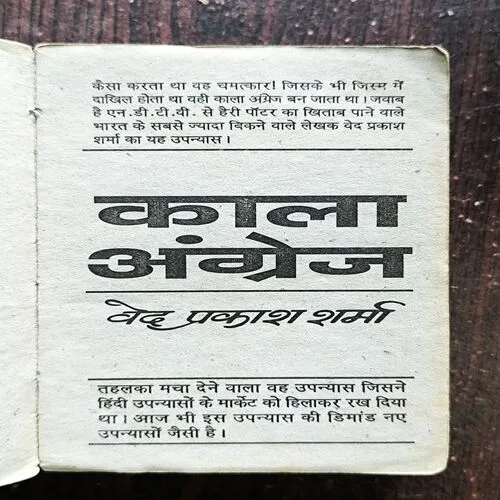 कैसा करता था वह चमत्कार! जिसके भी जिस्म में
दाखिल होता था वही काला अंग्रेज बन जाता था। जवाब
है एन.डी.टी.वी. से हैरी पॉटर का खिताब पाने वाले
भारत के सबसे ज्यादा बिकने वाले लेखक वेद प्रकाश
शर्मा का यह उपन्यास।
काला
अंग्रेज
वेद प्रकाश शर्मा
तहलका मचा देने वाला वह उपन्यास जिसने
हिंदी उपन्यासों के मार्केट को हिलाकर रख दिया
था। आज भी इस उपन्यास की डिमांड नए
उपन्यासों जैसी है।